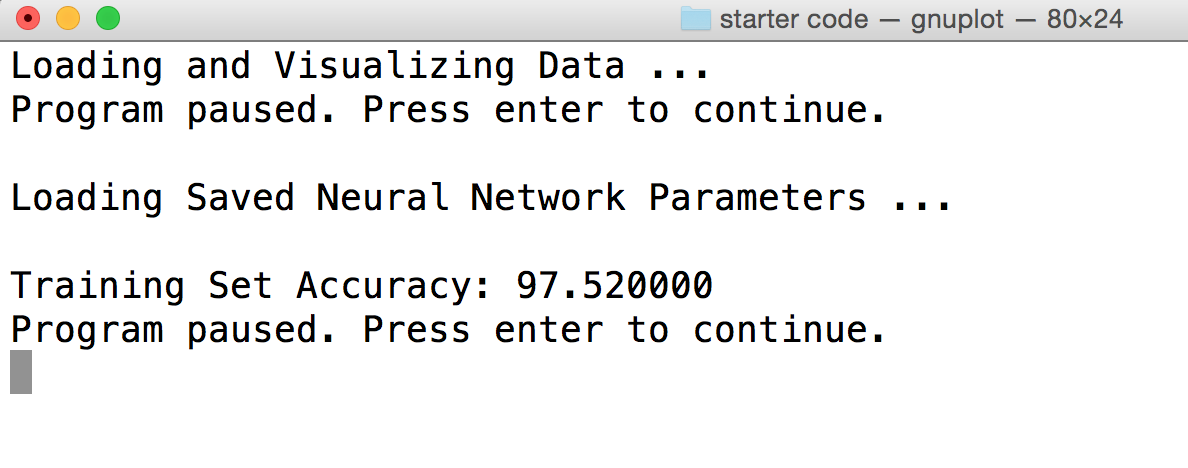 starter code — gnuplot — 80×24
Loading and Visualizing Data ...
Program paused. Press enter to continue.
Loading Saved Neural Network Parameters ...
Training Set Accuracy: 97.520000
Program paused. Press enter to continue.